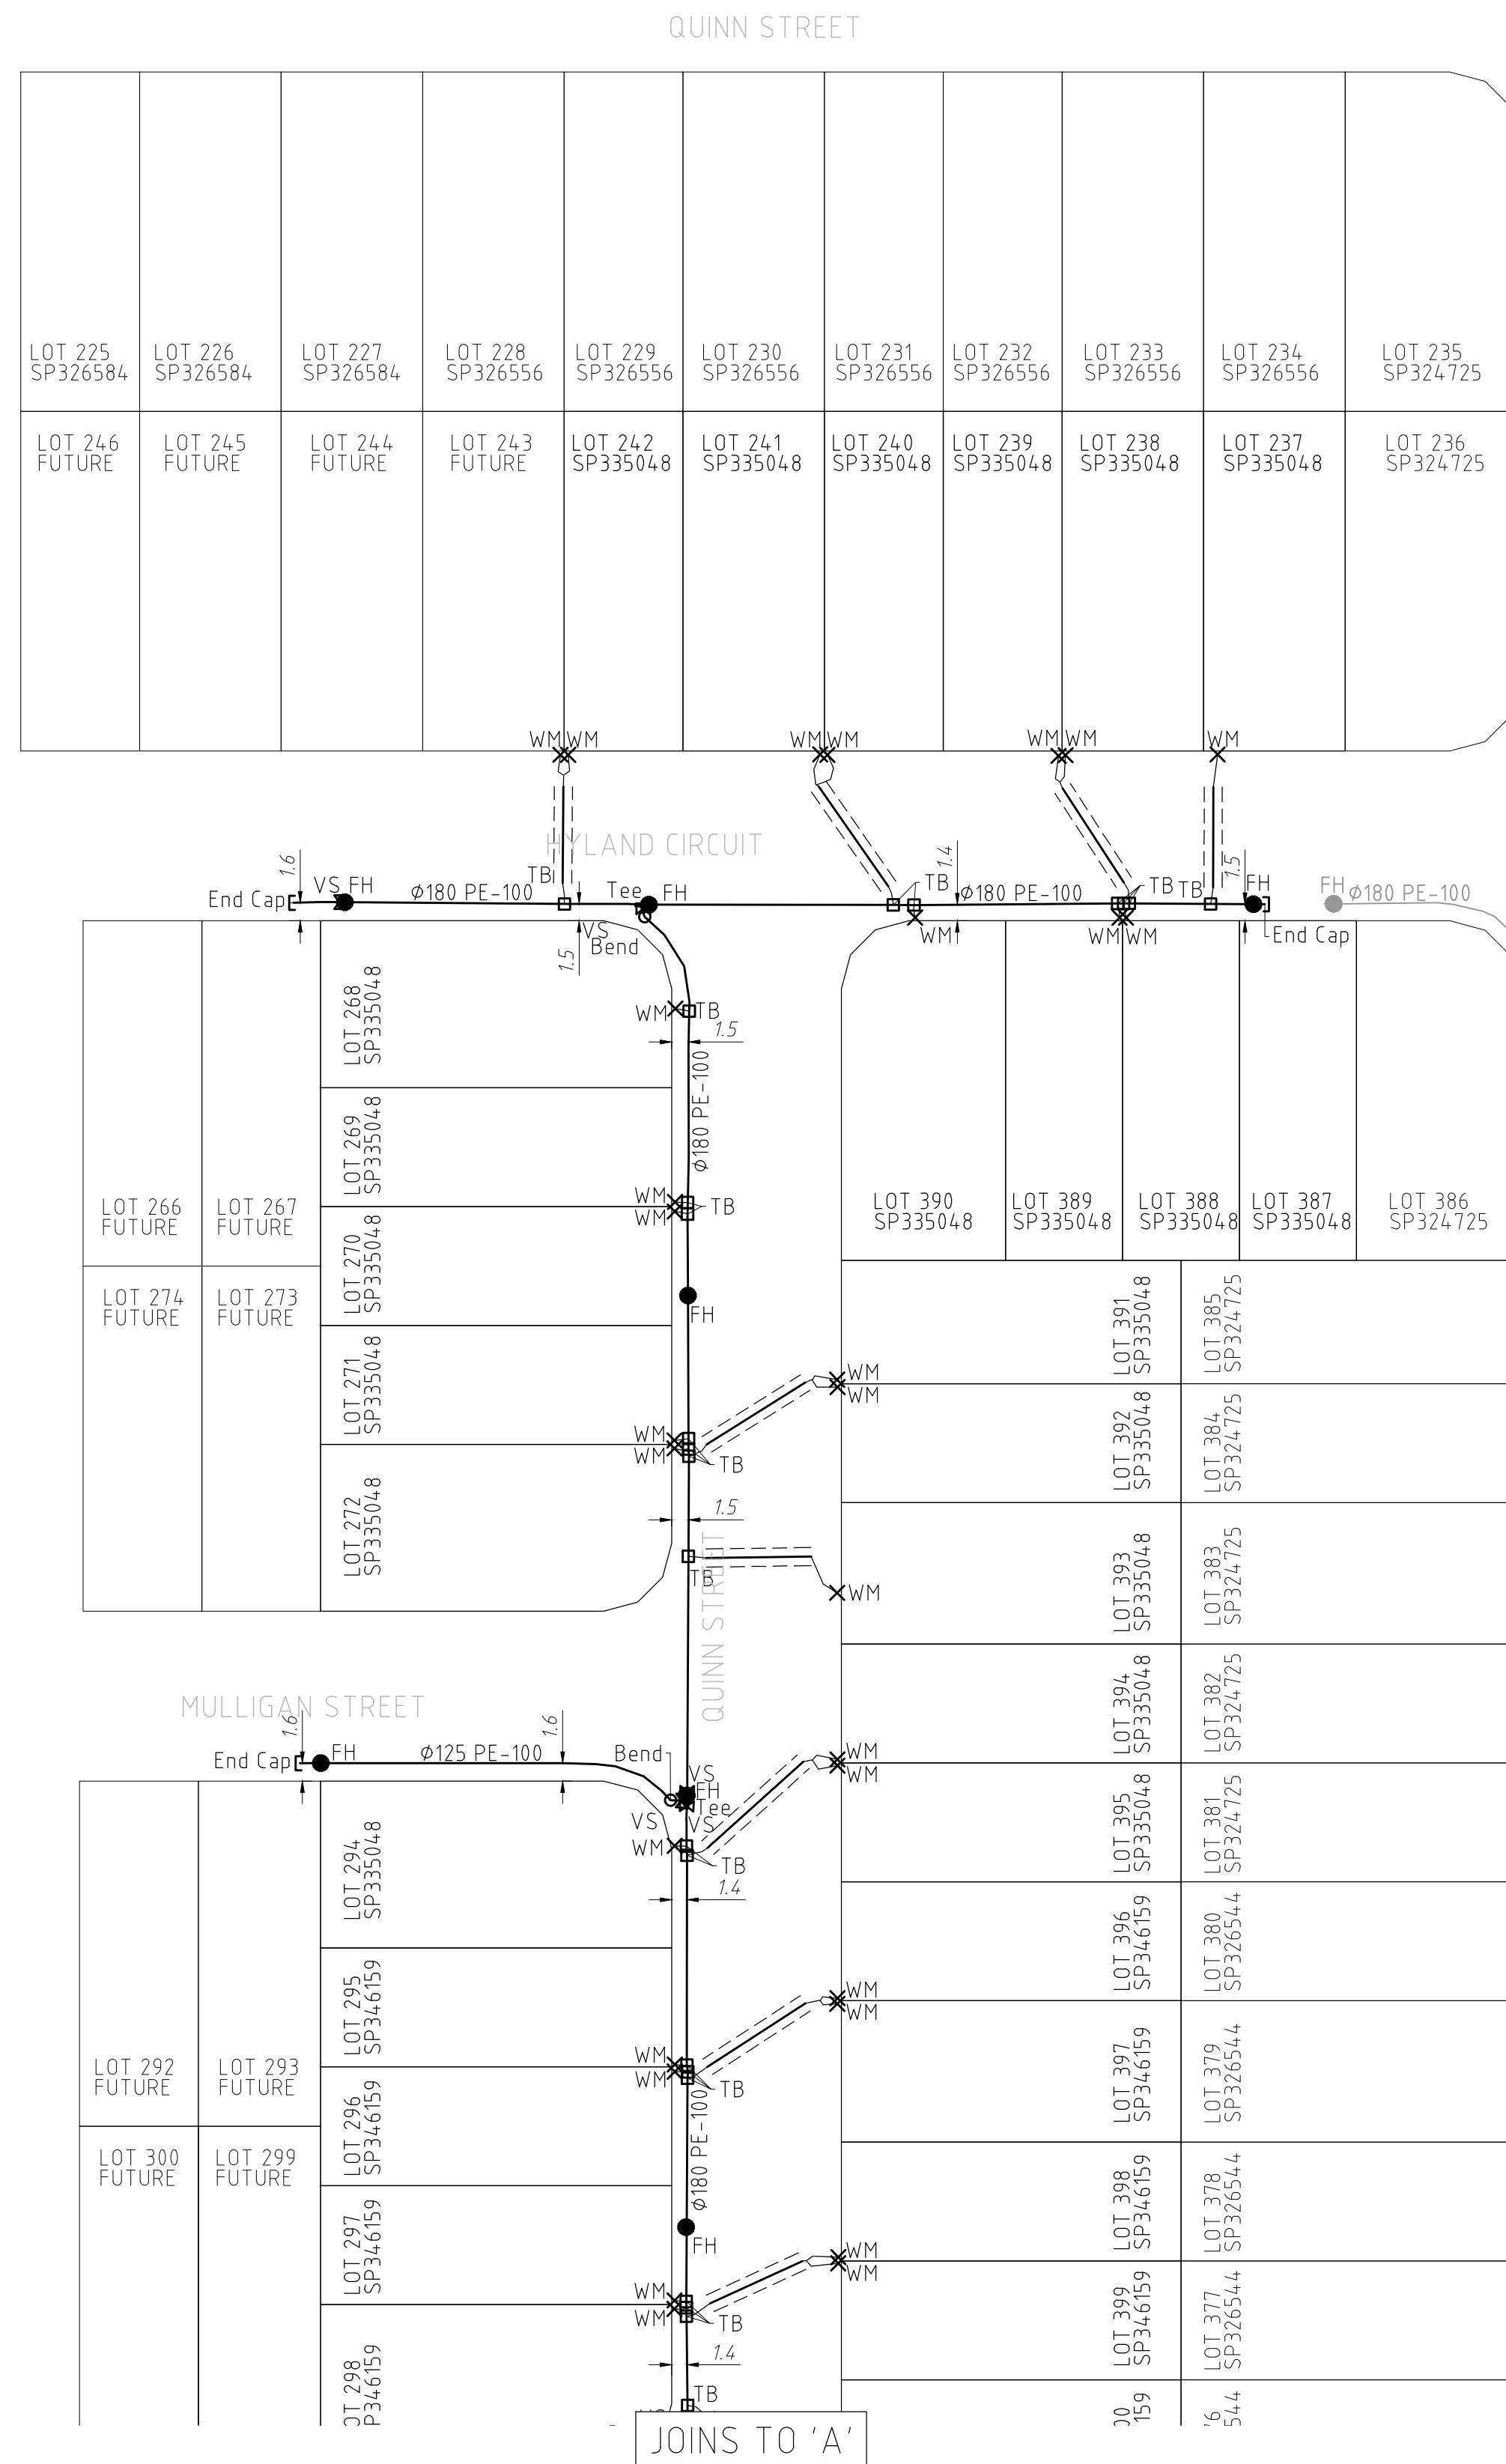 QUINN STREET
LOT 225
SP326584
LOT 226
SP326584
LOT 227
SP326584
LOT 228
SP326556
LOT 229
SP326556
LOT 230
SP326556
LOT 231
SP326556
LOT 232
SP326556
LOT 233
SP326556
LOT 234
SP326556
LOT 235
SP324725
LOT 246
FUTURE
LOT 245
FUTURE
LOT 244
FUTURE
LOT 243
FUTURE
LOT 242
SP335048
LOT 241
SP335048
LOT 240
SP335048
LOT 239
SP335048
LOT 238
SP335048
LOT 237
SP335048
LOT 236
SP324725
WM WM
WM WM
WM WM
WM
HYLAND CIRCUIT
1.6
End Cap
VS FH
ϕ180 PE-100
TB
1.5
Tee
FH
VS
Bend
TB
WM
1.4
ϕ180 PE-100
TB
WM WM
TB
1.5
FH
End Cap
FH
ϕ180 PE-100
LOT 268
SP335048
WM
TB
1.5
ϕ180 PE-100
LOT 269
SP335048
WM
WM
TB
LOT 266
FUTURE
LOT 267
FUTURE
LOT 270
SP335048
LOT 274
FUTURE
LOT 273
FUTURE
FH
LOT 390
SP335048
LOT 389
SP335048
LOT 388
SP335048
LOT 387
SP335048
LOT 386
SP324725
LOT 391
SP335048
LOT 385
SP324725
LOT 271
SP335048
WM
WM
WM
WM
TB
LOT 392
SP335048
LOT 384
SP324725
LOT 272
SP335048
1.5
TB
WM
QUINN STREET
LOT 393
SP335048
LOT 383
SP324725
MULLIGAN STREET
1.6
End Cap
FH
ϕ125 PE-100
1.6
Bend
VS
FH
Tee
VS
VS
WM
TB
1.4
WM
WM
LOT 394
SP335048
LOT 382
SP324725
LOT 395
SP335048
LOT 381
SP324725
LOT 294
SP335048
LOT 396
SP346159
LOT 380
SP326544
LOT 295
SP346159
WM
WM
WM
WM
TB
LOT 292
FUTURE
LOT 293
FUTURE
LOT 397
SP346159
LOT 379
SP326544
LOT 296
SP346159
ϕ180 PE-100
LOT 300
FUTURE
LOT 299
FUTURE
LOT 398
SP346159
LOT 378
SP326544
FH
LOT 297
SP346159
WM
WM
WM
WM
TB
LOT 399
SP346159
LOT 377
SP326544
1.4
TB
JOINS TO 'A'